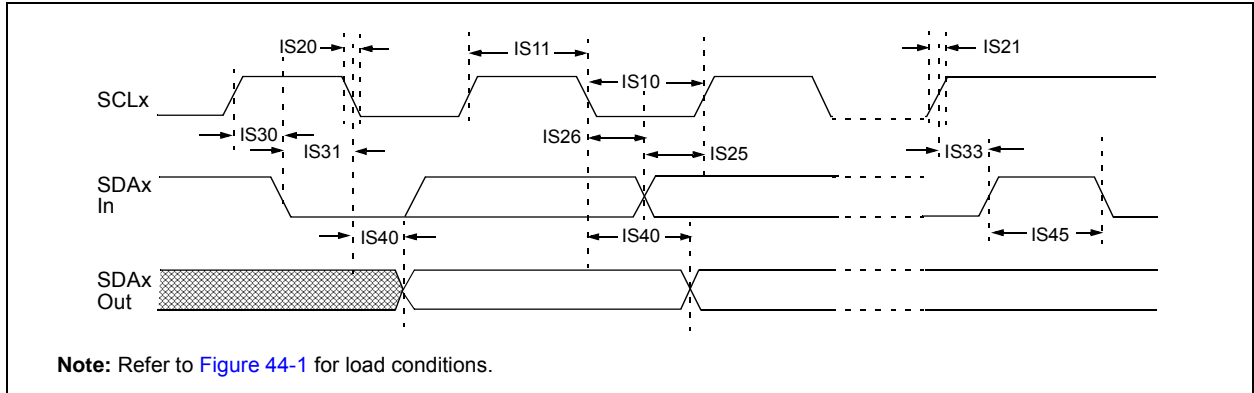 IS20
IS11
IS21
IS10
SCLx
IS30
IS26
IS31
IS25
IS33
SDAx
In
IS40
IS40
IS45
SDAx
Out
Note: Refer to Figure 44-1 for load conditions.